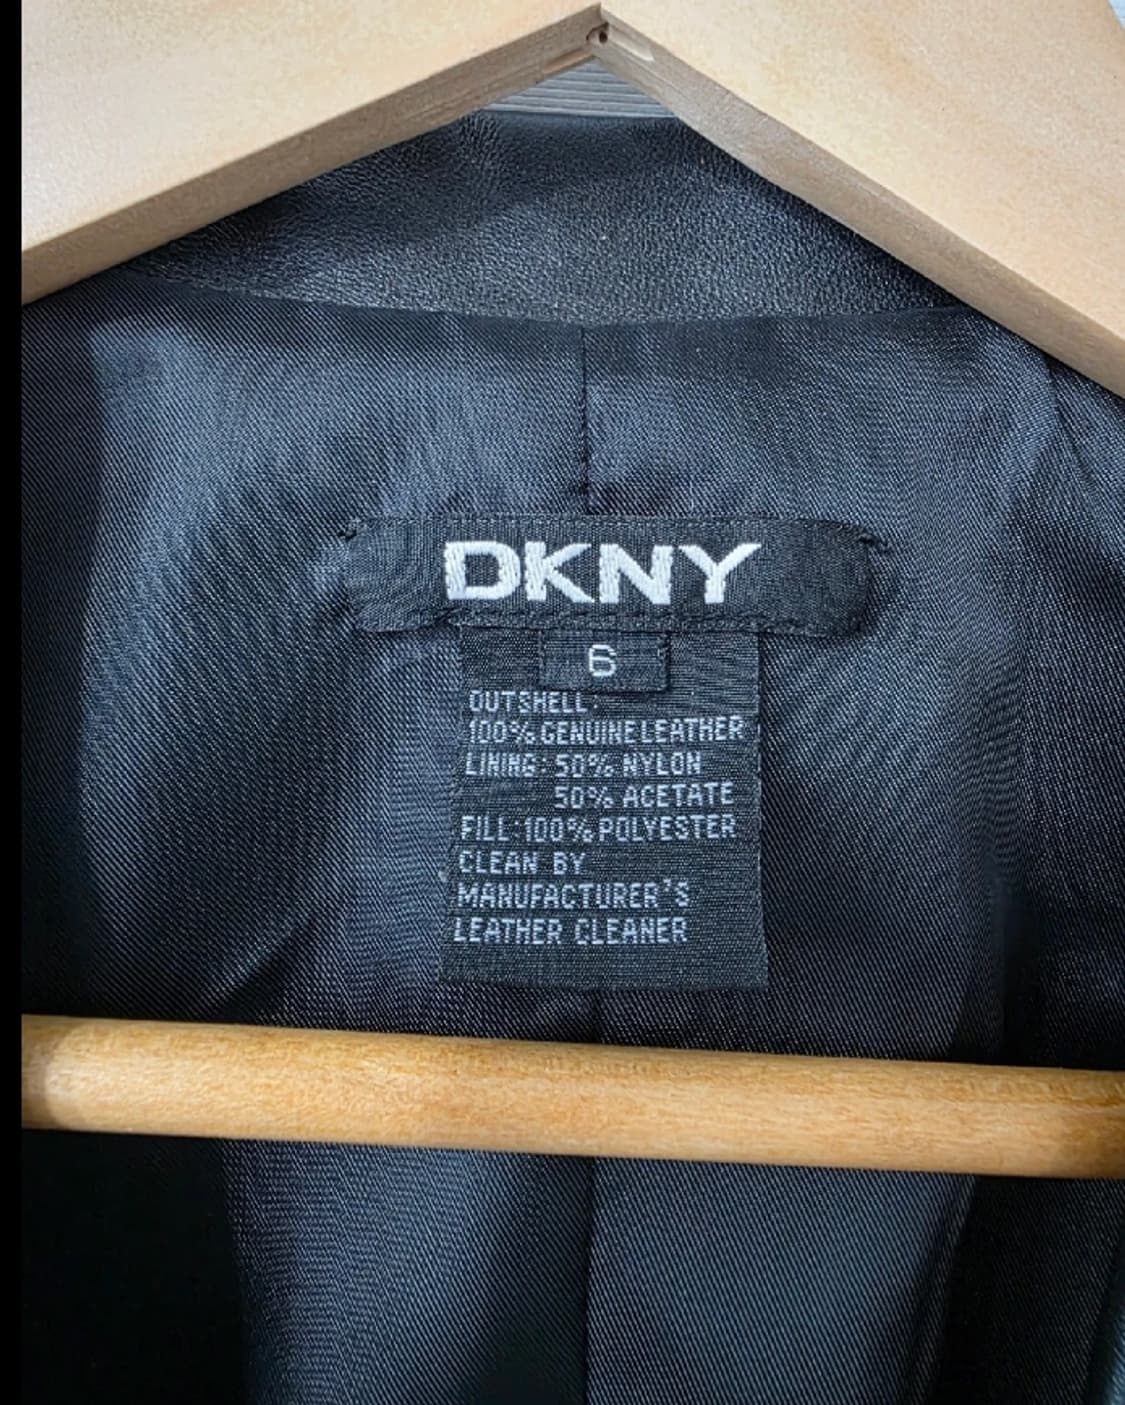 DKNY
6
OUTSHELL:
100% GENUINE LEATHER
LINING: 50% NYLON
50% ACETATE
FILL:100% POLYESTER
CLEAN BY
MANUFACTURER'S
LEATHER CLEANER